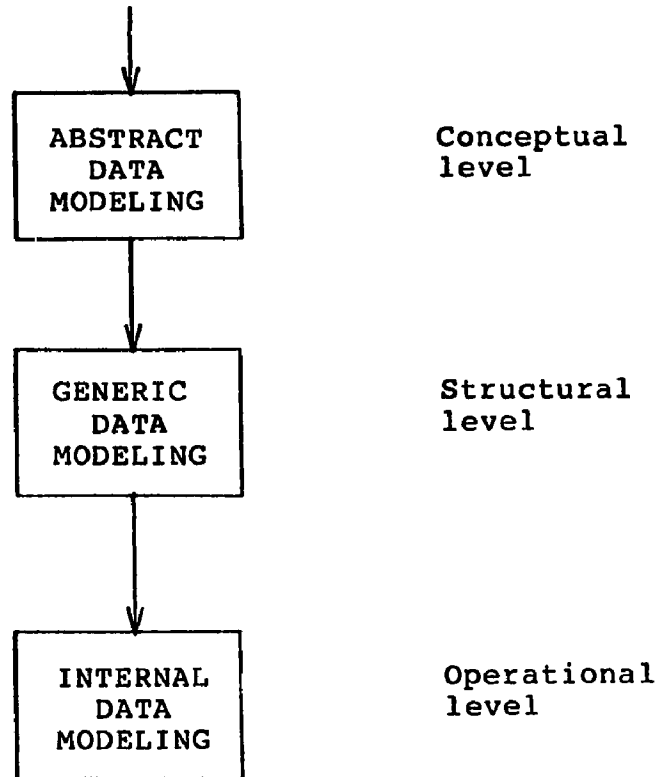 ABSTRACT
DATA
MODELING
Conceptual
level
GENERIC
DATA
MODELING
Structural
level
INTERNAL
DATA
MODELING
Operational
level